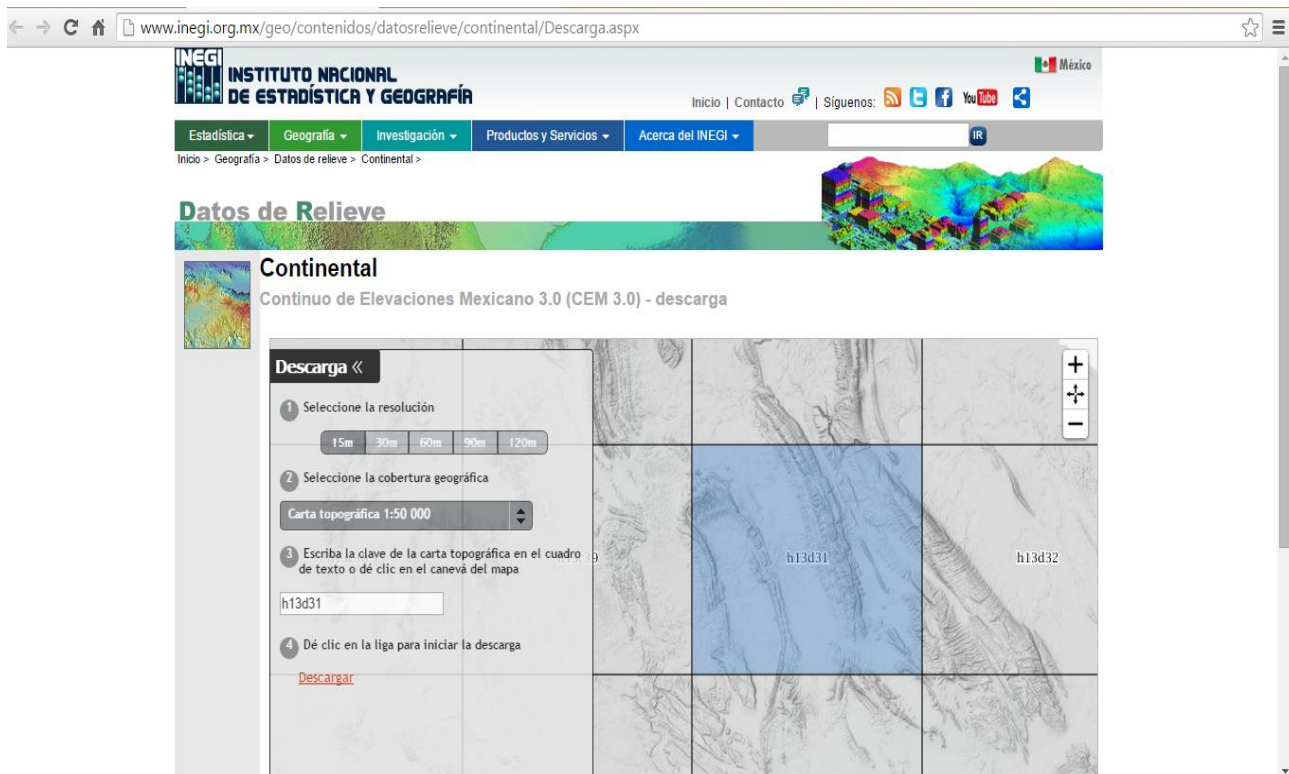 www.inegi.org.mx/geo/contenidos/datosrelieve/continental/Descarga.aspx
INEGI
INSTITUTO NACIONAL
DE ESTADÍSTICA Y GEOGRAFÍA
México
Inicio | Contacto | Síguenos: You Tube
Estadística Geografía Investigación Productos y Servicios Acerca del INEGI IR
Inicio > Geografía > Datos de relieve > Continental >
Datos de Relieve
Continental
Continuo de Elevaciones Mexicano 3.0 (CEM 3.0) - descarga
Descarga «
1 Seleccione la resolución
15m 30m 60m 90m 120m
2 Seleccione la cobertura geográfica
Carta topográfica 1:50 000
3 Escriba la clave de la carta topográfica en el cuadro
de texto o dé clic en el canevá del mapa
h13d31
h13d32
h13d31
4 Dé clic en la liga para iniciar la descarga
Descargar